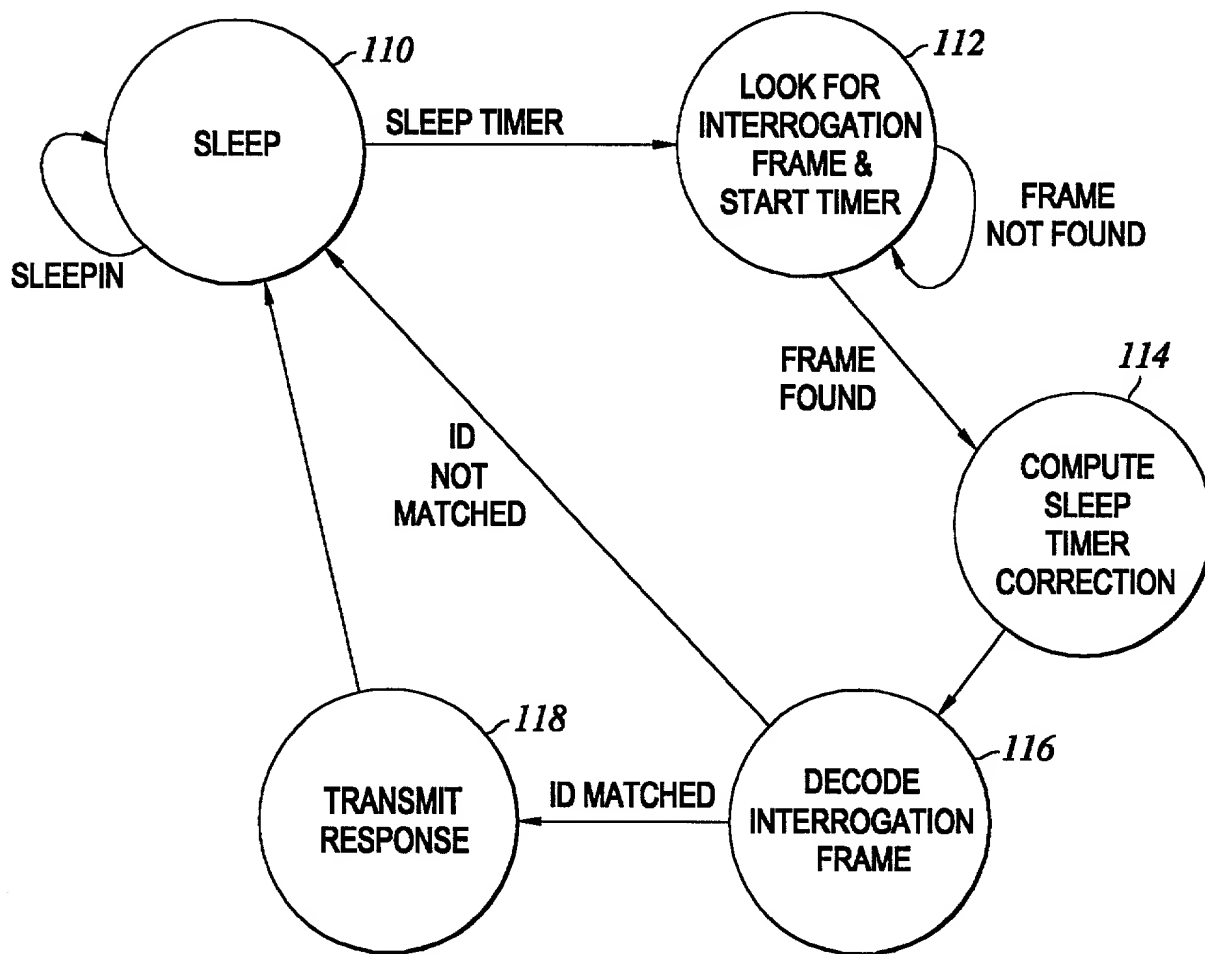 110
SLEEP
SLEEPIN
SLEEP TIMER
112
LOOK FOR
INTERROGATION
FRAME &
START TIMER
FRAME
NOT FOUND
FRAME
FOUND
114
COMPUTE
SLEEP
TIMER
CORRECTION
ID
NOT
MATCHED
116
DECODE
INTERROGATION
FRAME
ID MATCHED
118
TRANSMIT
RESPONSE